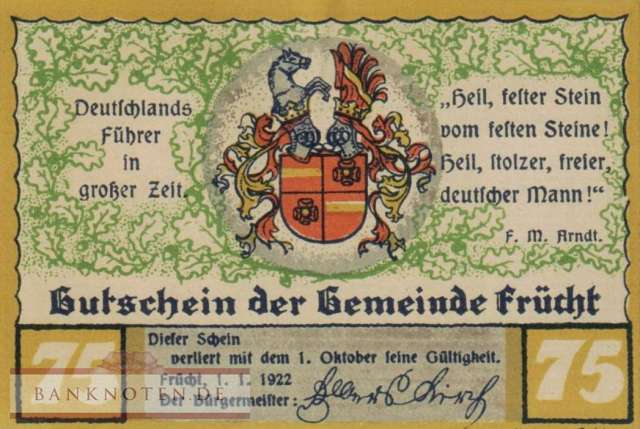 Deutschlands
Führer
in
großer Zeit.
„Heil, fester Stein
vom festen Steine!
Heil, stolzer, freier,
deutscher Mann!“
F. M. Arndt.
Gutschein der Gemeinde Frücht
75
Dieser Schein
verliert mit dem 1. Oktober seine Gültigkeit.
Frücht, 1. 1. 1922
Der Bürgermeister:
75
BANKNOTEN.DE